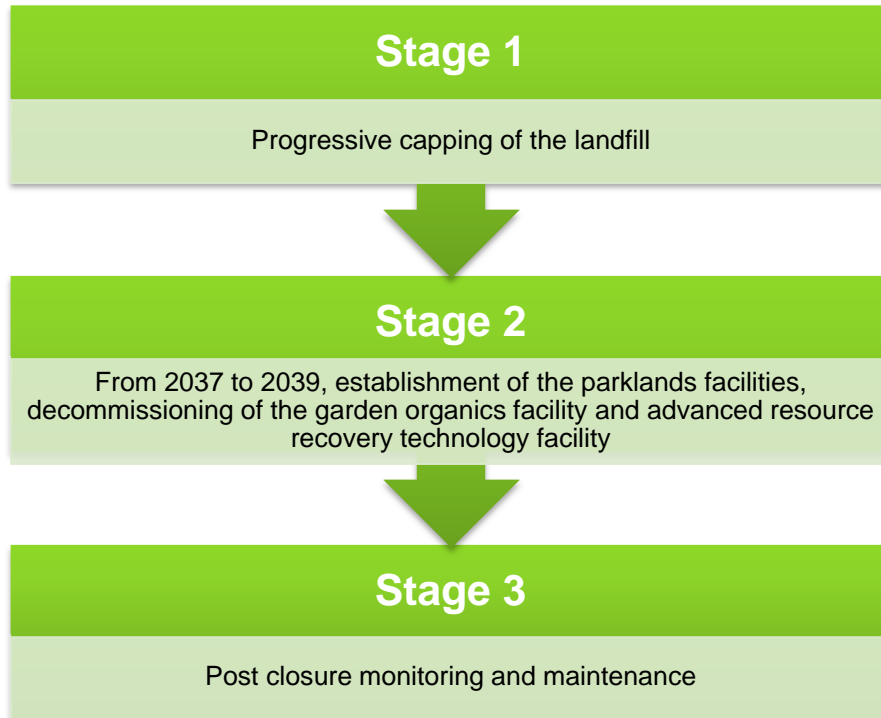 Stage 1
Progressive capping of the landfill
Stage 2
From 2037 to 2039, establishment of the parklands facilities,
decommissioning of the garden organics facility and advanced resource
recovery technology facility
Stage 3
Post closure monitoring and maintenance